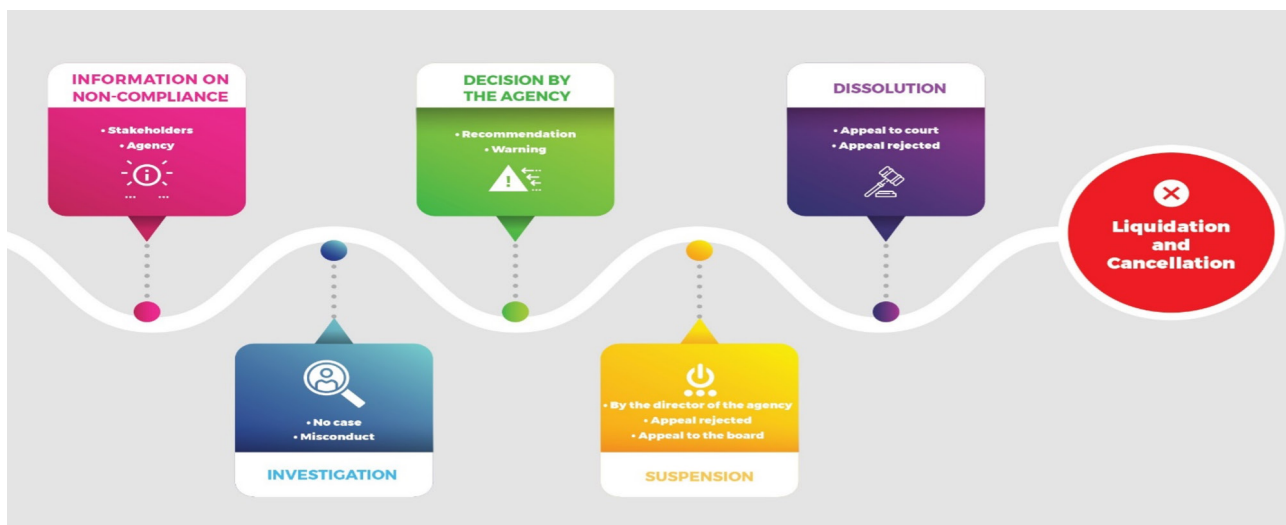 INFORMATION ON
NON-COMPLIANCE
• Stakeholders
• Agency
• No case
• Misconduct
INVESTIGATION
DECISION BY
THE AGENCY
• Recommendation
• Warning
• By the director of the agency
• Appeal rejected
• Appeal to the board
SUSPENSION
DISSOLUTION
• Appeal to court
• Appeal rejected
Liquidation
and
Cancellation